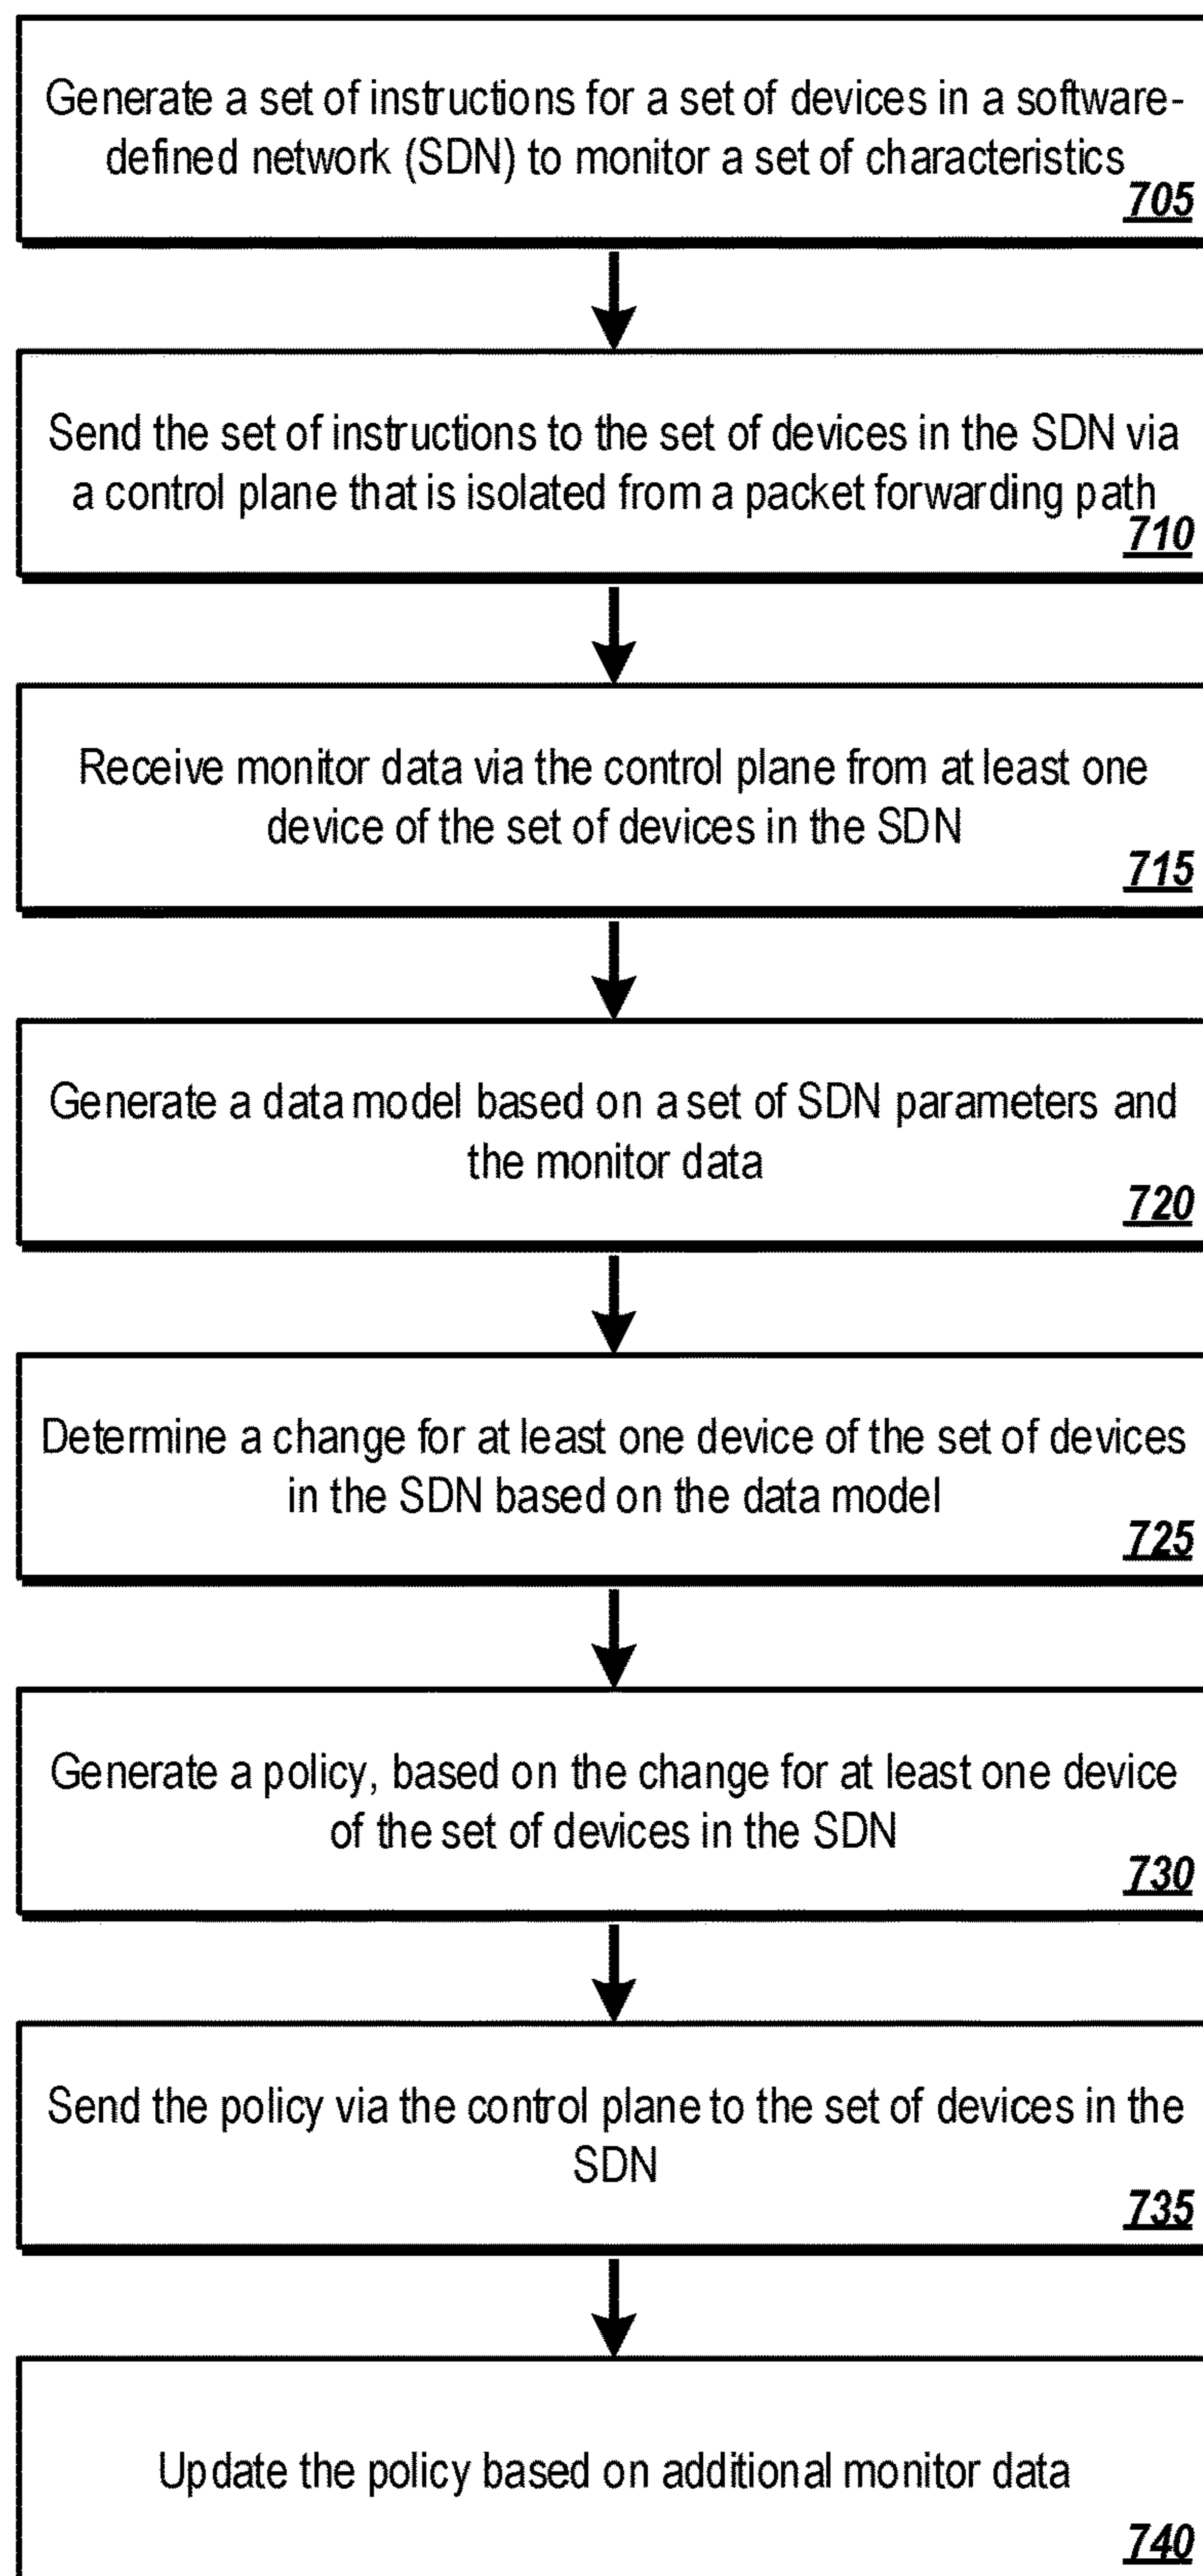 Generate a set of instructions for a set of devices in a software-
defined network (SDN) to monitor a set of characteristics
705
Send the set of instructions to the set of devices in the SDN via
a control plane that is isolated from a packet forwarding path
710
Receive monitor data via the control plane from at least one
device of the set of devices in the SDN
715
Generate a data model based on a set of SDN parameters and
the monitor data
720
Determine a change for at least one device of the set of devices
in the SDN based on the data model
725
Generate a policy, based on the change for at least one device
of the set of devices in the SDN
730
Send the policy via the control plane to the set of devices in the
SDN
735
Update the policy based on additional monitor data
740